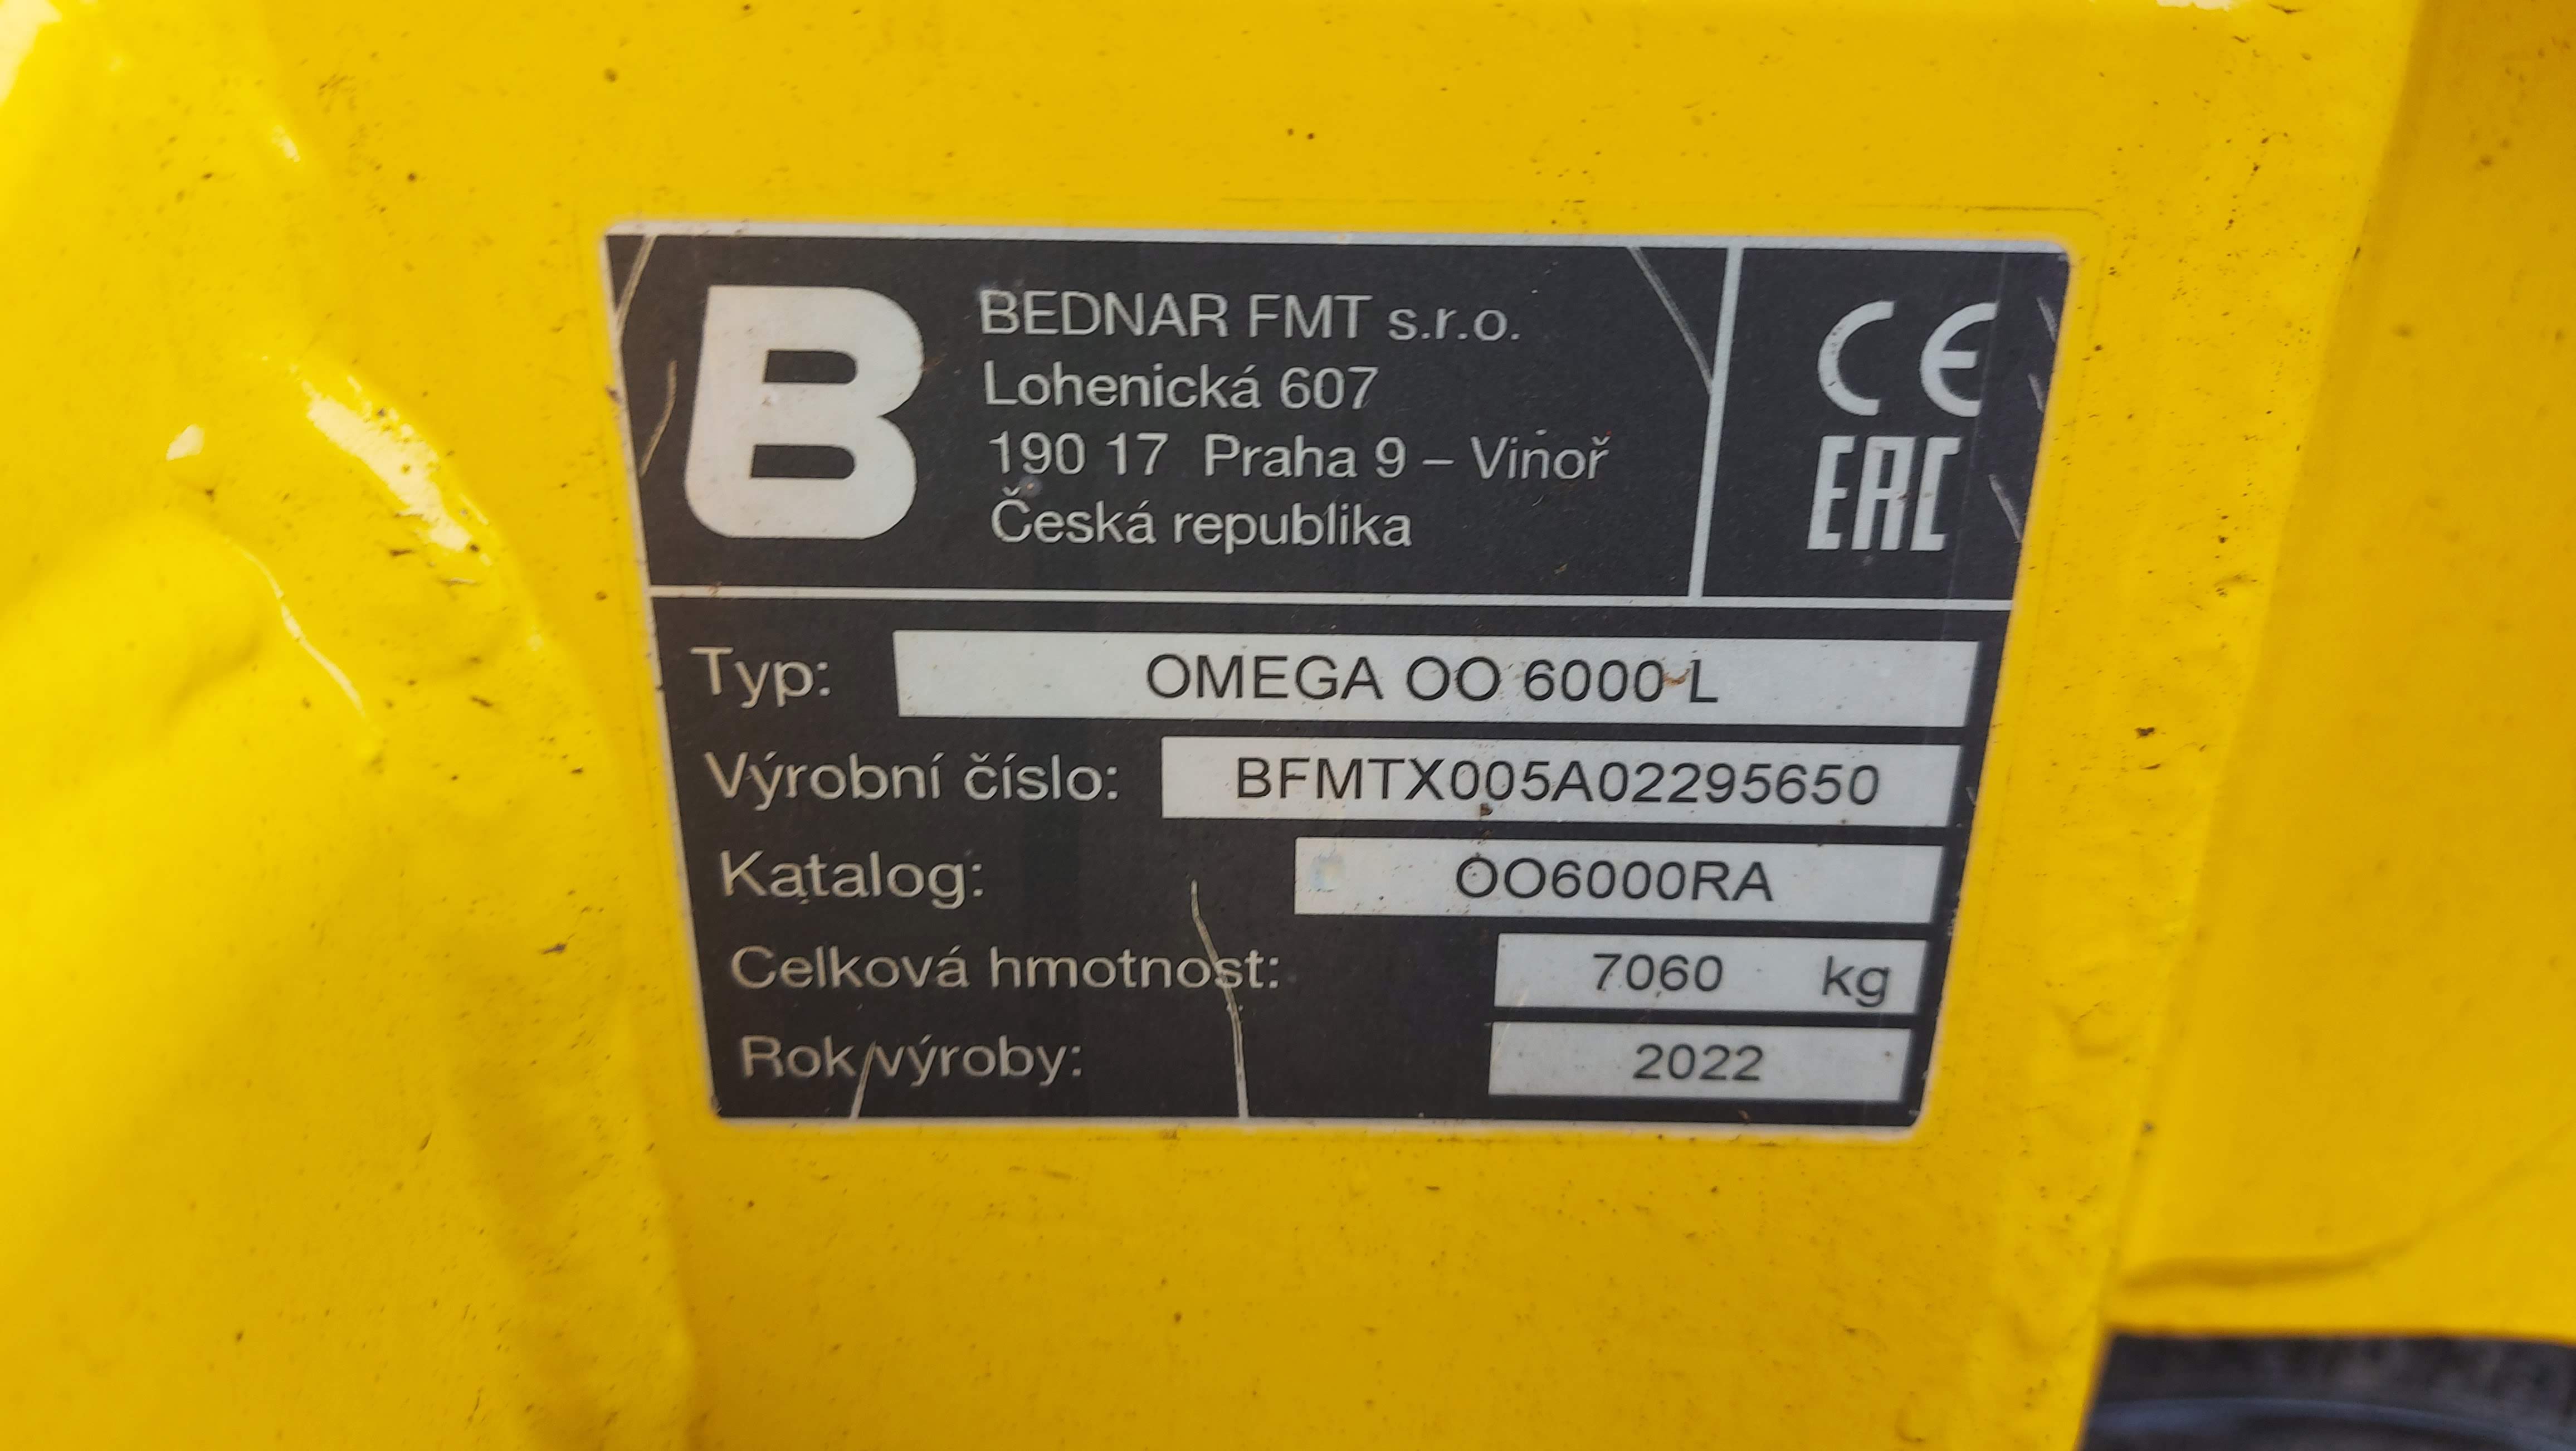 B
BEDNAR FMT s.r.o.
Lohenická 607
190 17 Praha 9 – Vinoř
Česká republika
CE
EAC
Typ: OMEGA OO 6000 L
Výrobní číslo: BFMTX005A02295650
Katalog: OO6000RA
Celková hmotnost: 7060 kg
Rok výroby: 2022